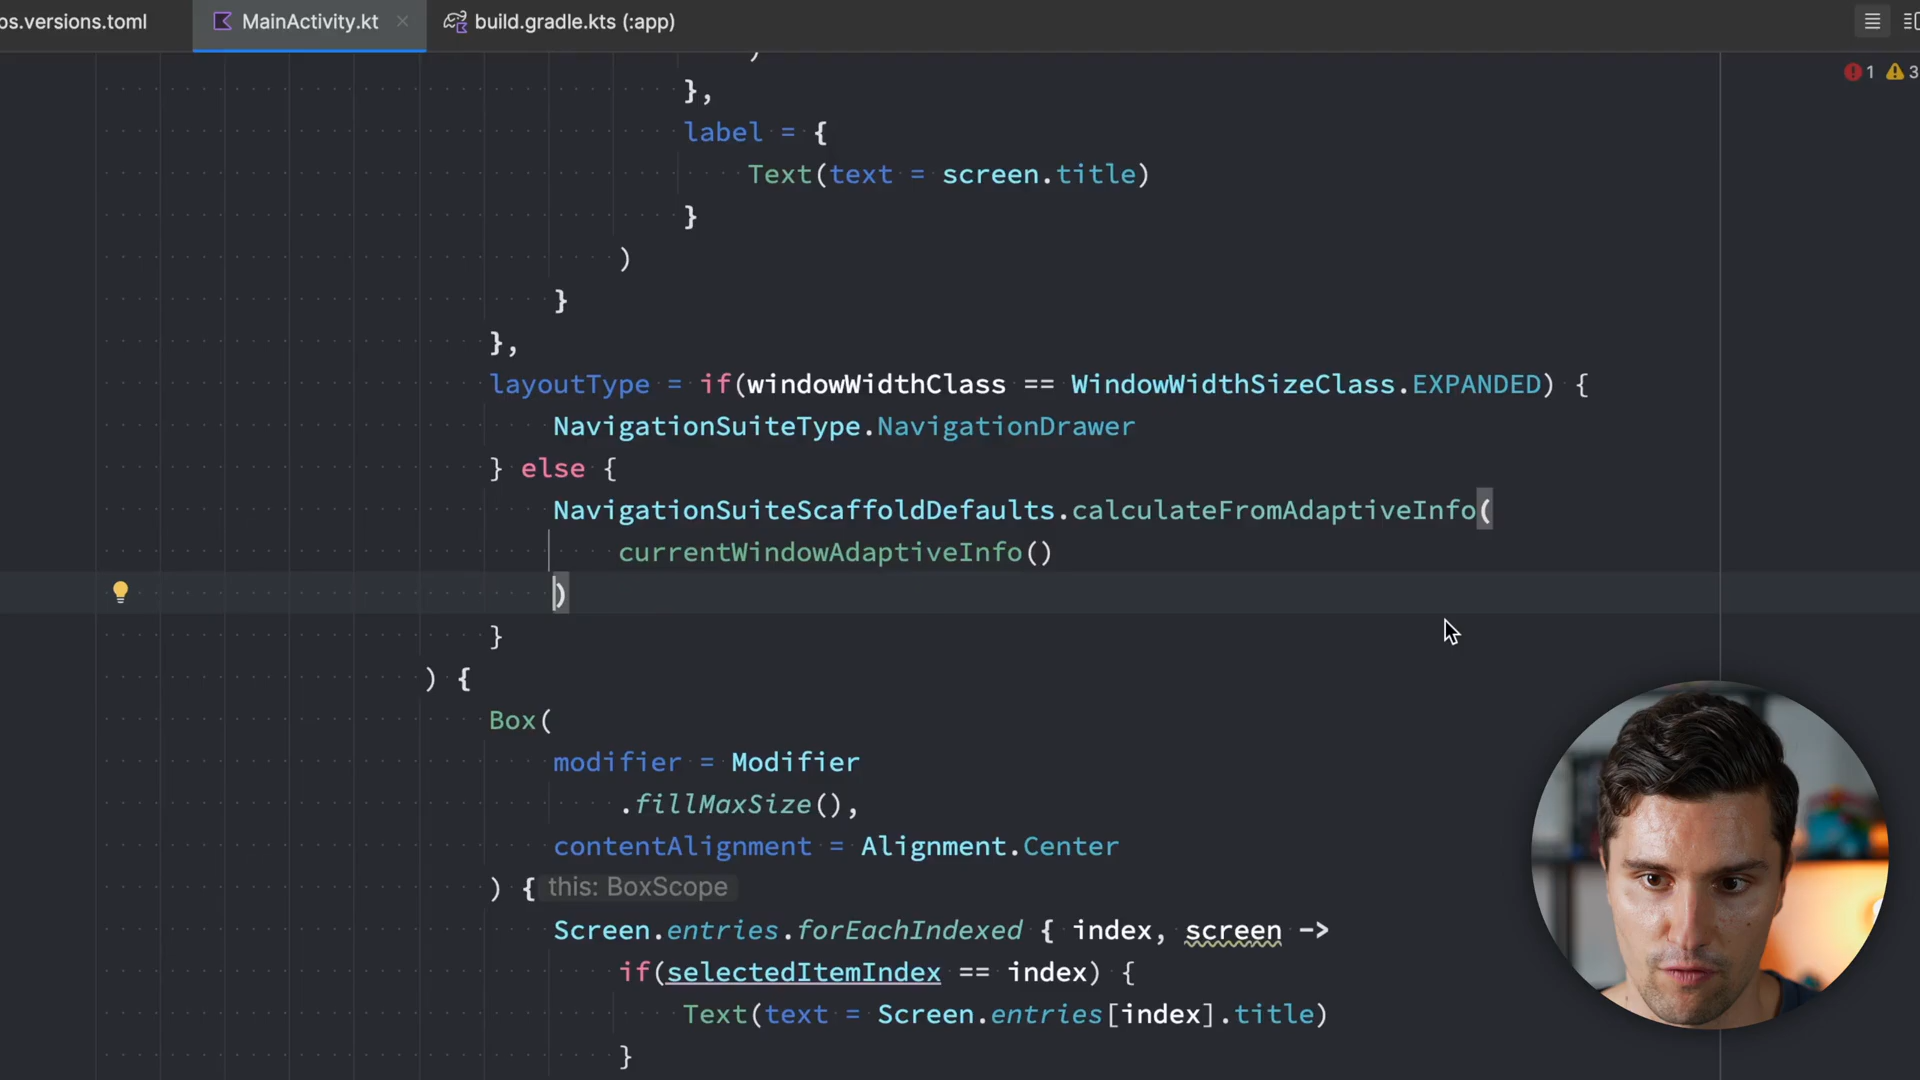 os.versions.toml MainActivity.kt build.gradle.kts (:app)
1 3
)
},
label = {
Text(text = screen.title)
}
)
}
},
layoutType = if(windowWidthClass == WindowWidthSizeClass.EXPANDED) {
NavigationSuiteType.NavigationDrawer
} else {
NavigationSuiteScaffoldDefaults.calculateFromAdaptiveInfo(
currentWindowAdaptiveInfo()
)
}
) {
Box(
modifier = Modifier
.fillMaxSize(),
contentAlignment = Alignment.Center
) { this: BoxScope
Screen.entries.forEachIndexed { index, screen ->
if(selectedItemIndex == index) {
Text(text = Screen.entries[index].title)
}